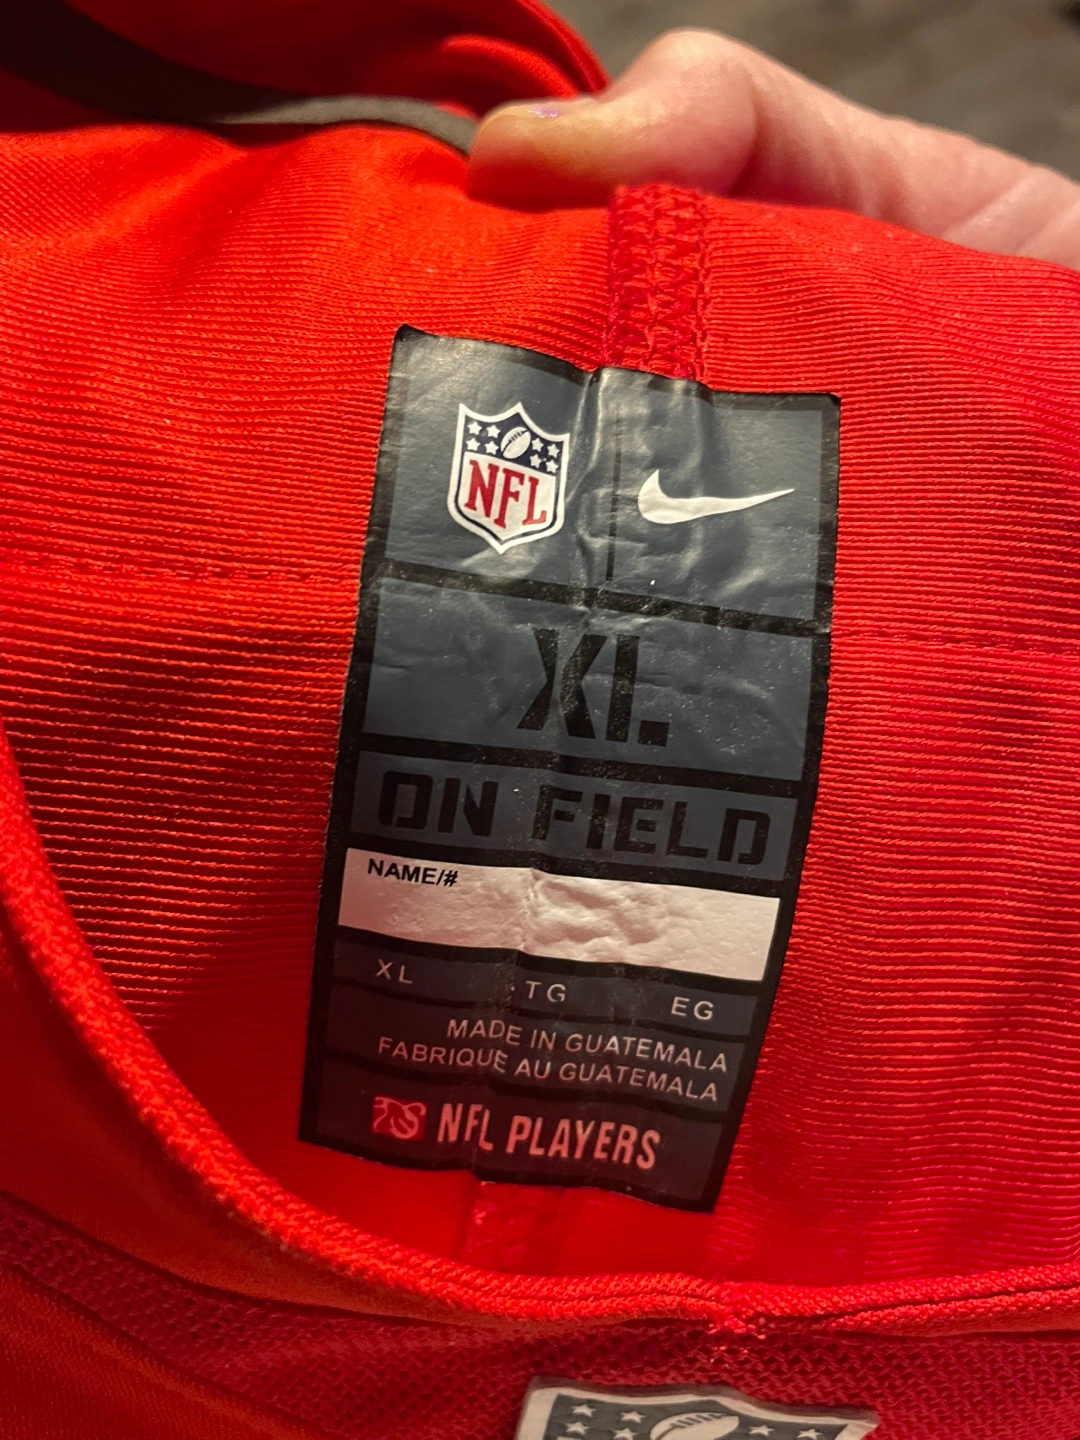 NFL
XL
ON FIELD
NAME/#
XL TG EG
MADE IN GUATEMALA
FABRIQUE AU GUATEMALA
NFL PLAYERS